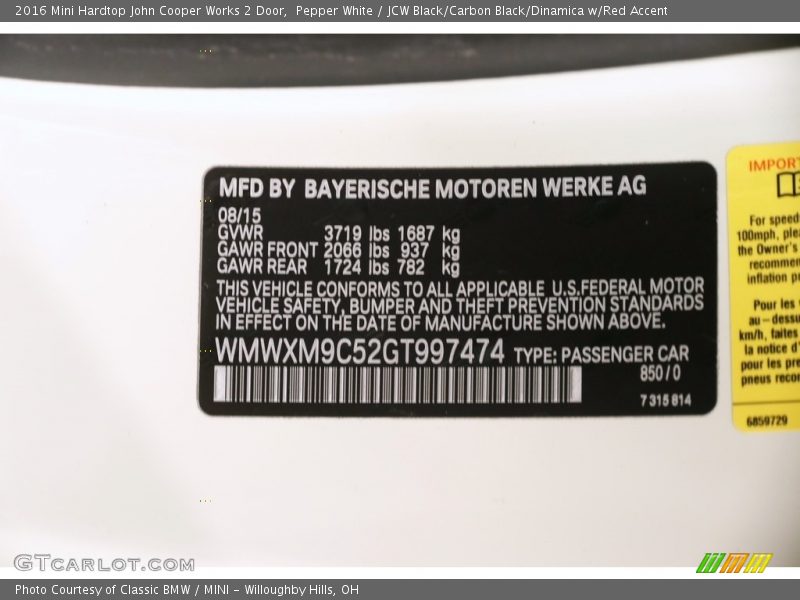 2016 Mini Hardtop John Cooper Works 2 Door,  Pepper White / JCW Black/Carbon Black/Dinamica w/Red Accent
MFD BY BAYERISCHE MOTOREN WERKE AG
08/15
GVWR 3719 lbs 1687 kg
GAWR FRONT 2066 lbs 937 kg
GAWR REAR 1724 lbs 782 kg
THIS VEHICLE CONFORMS TO ALL APPLICABLE U.S.FEDERAL MOTOR
VEHICLE SAFETY, BUMPER AND THEFT PREVENTION STANDARDS
IN EFFECT ON THE DATE OF MANUFACTURE SHOWN ABOVE.
WMWXM9C52GT997474 TYPE: PASSENGER CAR
850/0
7 315 814
IMPORT
For speed
100mph, plea
the Owner's
recommen
inflation p
Pour les
au-dessu
km/h, faites
la notice d'
pour les pre
pneus recor
6859729
GTCARLOT.COM
Photo Courtesy of Classic BMW / MINI - Willoughby Hills, OH